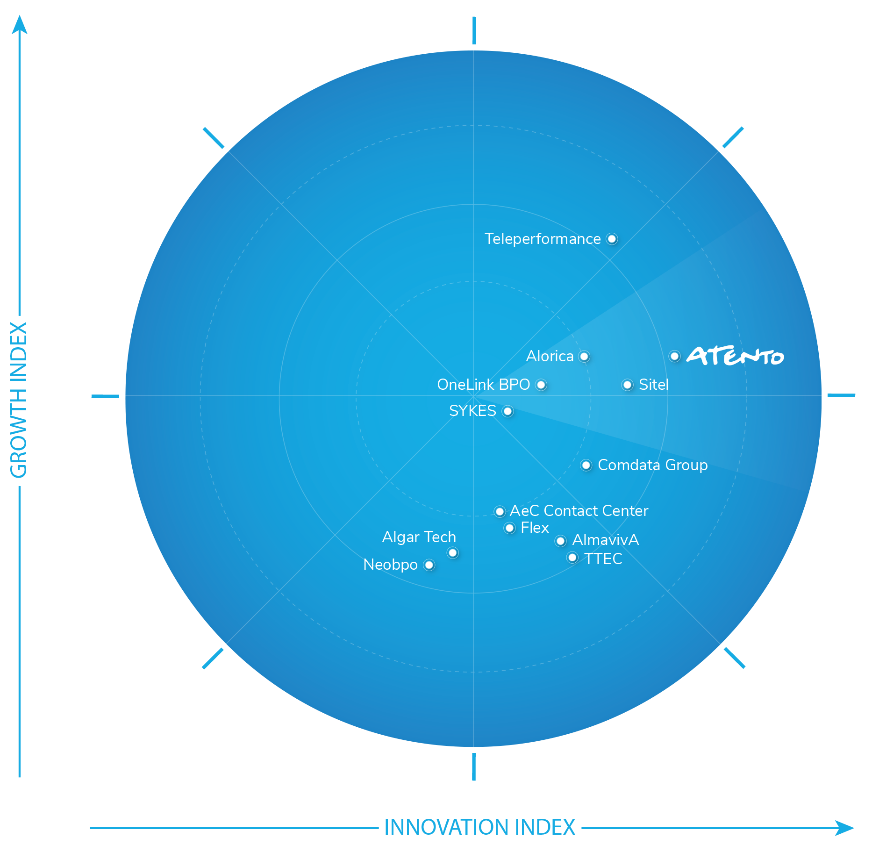 GROWTH INDEX
Teleperformance
Alorica
ATENTO
OneLink BPO
Sitel
SYKES
Comdata Group
AeC Contact Center
Flex
Algar Tech
AlmavivA
TTEC
Neobpo
INNOVATION INDEX